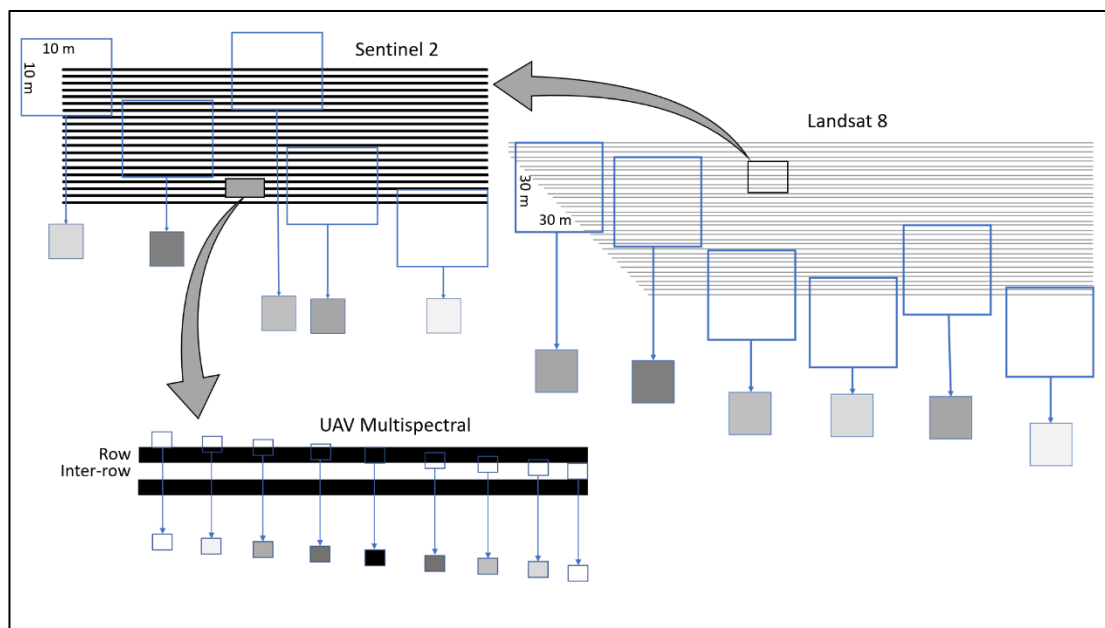 Sentinel 2
10 m
10 m
Landsat 8
30 m
30 m
UAV Multispectral
Row
Inter-row